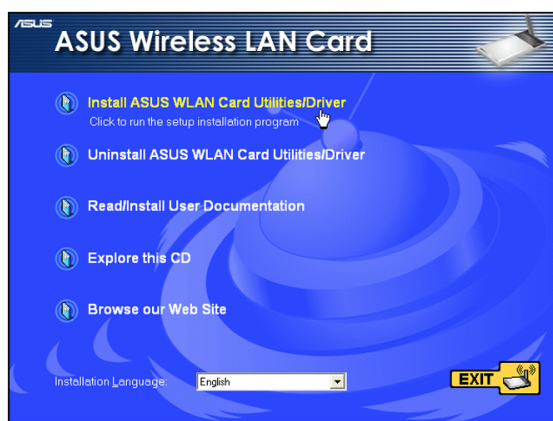 ASUS
ASUS Wireless LAN Card
Install ASUS WLAN Card Utilities/Driver
Click to run the setup installation program
Uninstall ASUS WLAN Card Utilities/Driver
Read/Install User Documentation
Explore this CD
Browse our Web Site
Installation Language: English
EXIT